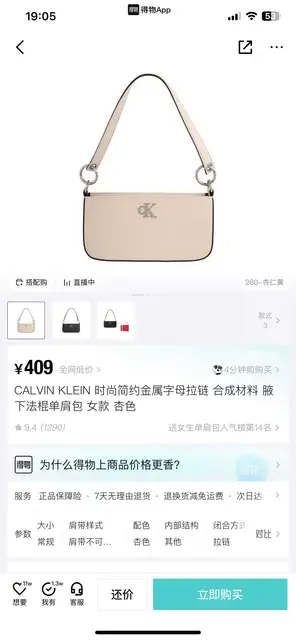 19:05
得物App
搭配购
直播中
280-杏仁黄
款式
3
¥409 全网低价
4分钟前购买
CALVIN KLEIN 时尚简约金属字母拉链 合成材料 腋
下法棍单肩包 女款 杏色
9.4 (1290)
送女生单肩包人气榜第14名
得物 为什么得物上商品价格更香?
服务 正品保障险 · 7天无理由退货 · 退换货减免运费 · 次日达
参数 大小 肩带样式 配色 内部结构 闭合方式
常规 肩带不可... 杏色 其他 拉链
对比
11w
想要
1.3w
我有
客服
还价
立即购买